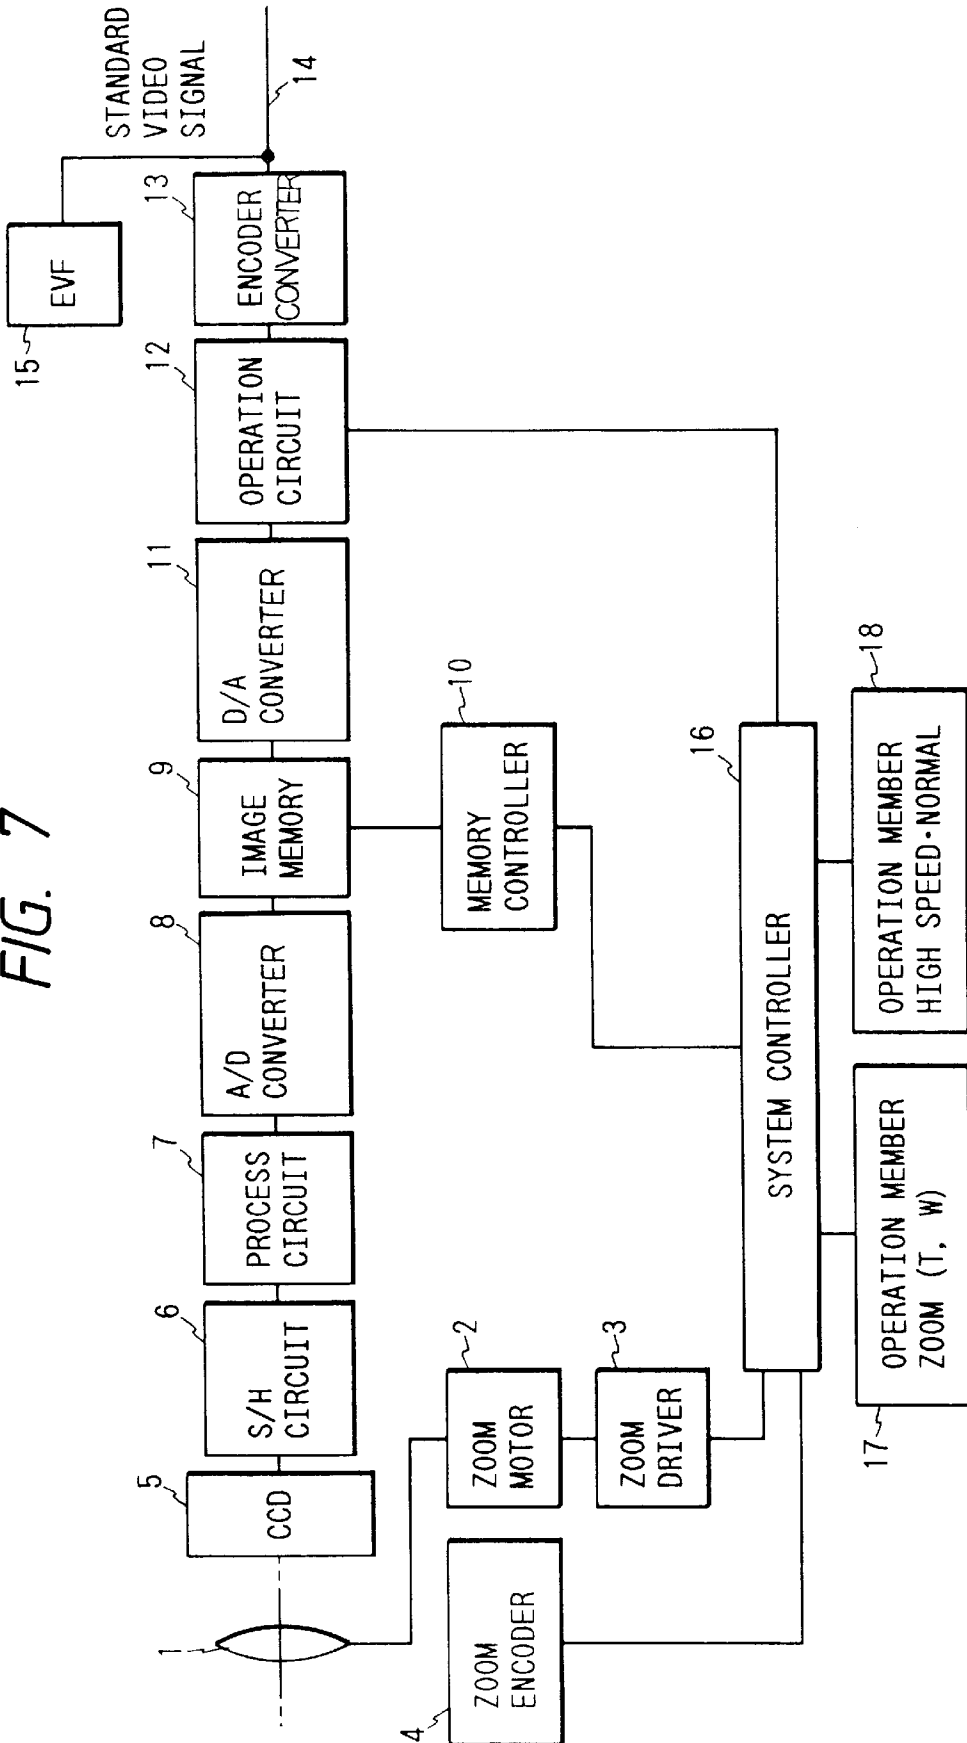 FIG. 7
15
EVF
STANDARD
VIDEO
SIGNAL
14
1
5
CCD
6
S/H
CIRCUIT
7
PROCESS
CIRCUIT
8
A/D
CONVERTER
9
IMAGE
MEMORY
11
D/A
CONVERTER
12
OPERATION
CIRCUIT
13
ENCODER
CONVERTER
4
ZOOM
ENCODER
2
ZOOM
MOTOR
3
ZOOM
DRIVER
10
MEMORY
CONTROLLER
16
SYSTEM CONTROLLER
17
OPERATION MEMBER
ZOOM (T, W)
18
OPERATION MEMBER
HIGH SPEED·NORMAL